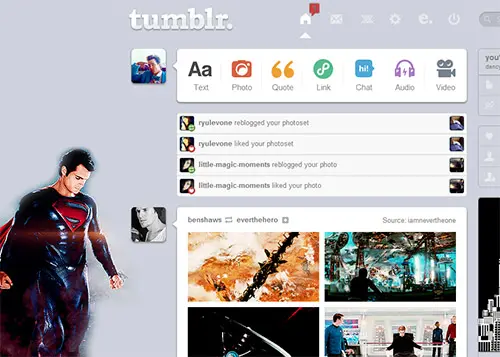 tumblr.
you'
Aa
hi!
Text Photo Quote Link Chat Audio Video
ryulevone reblogged your photoset
ryulevone liked your photoset
little-magic-moments reblogged your photo
little-magic-moments liked your photo
benshaws everthehero Source: iamnevertheone